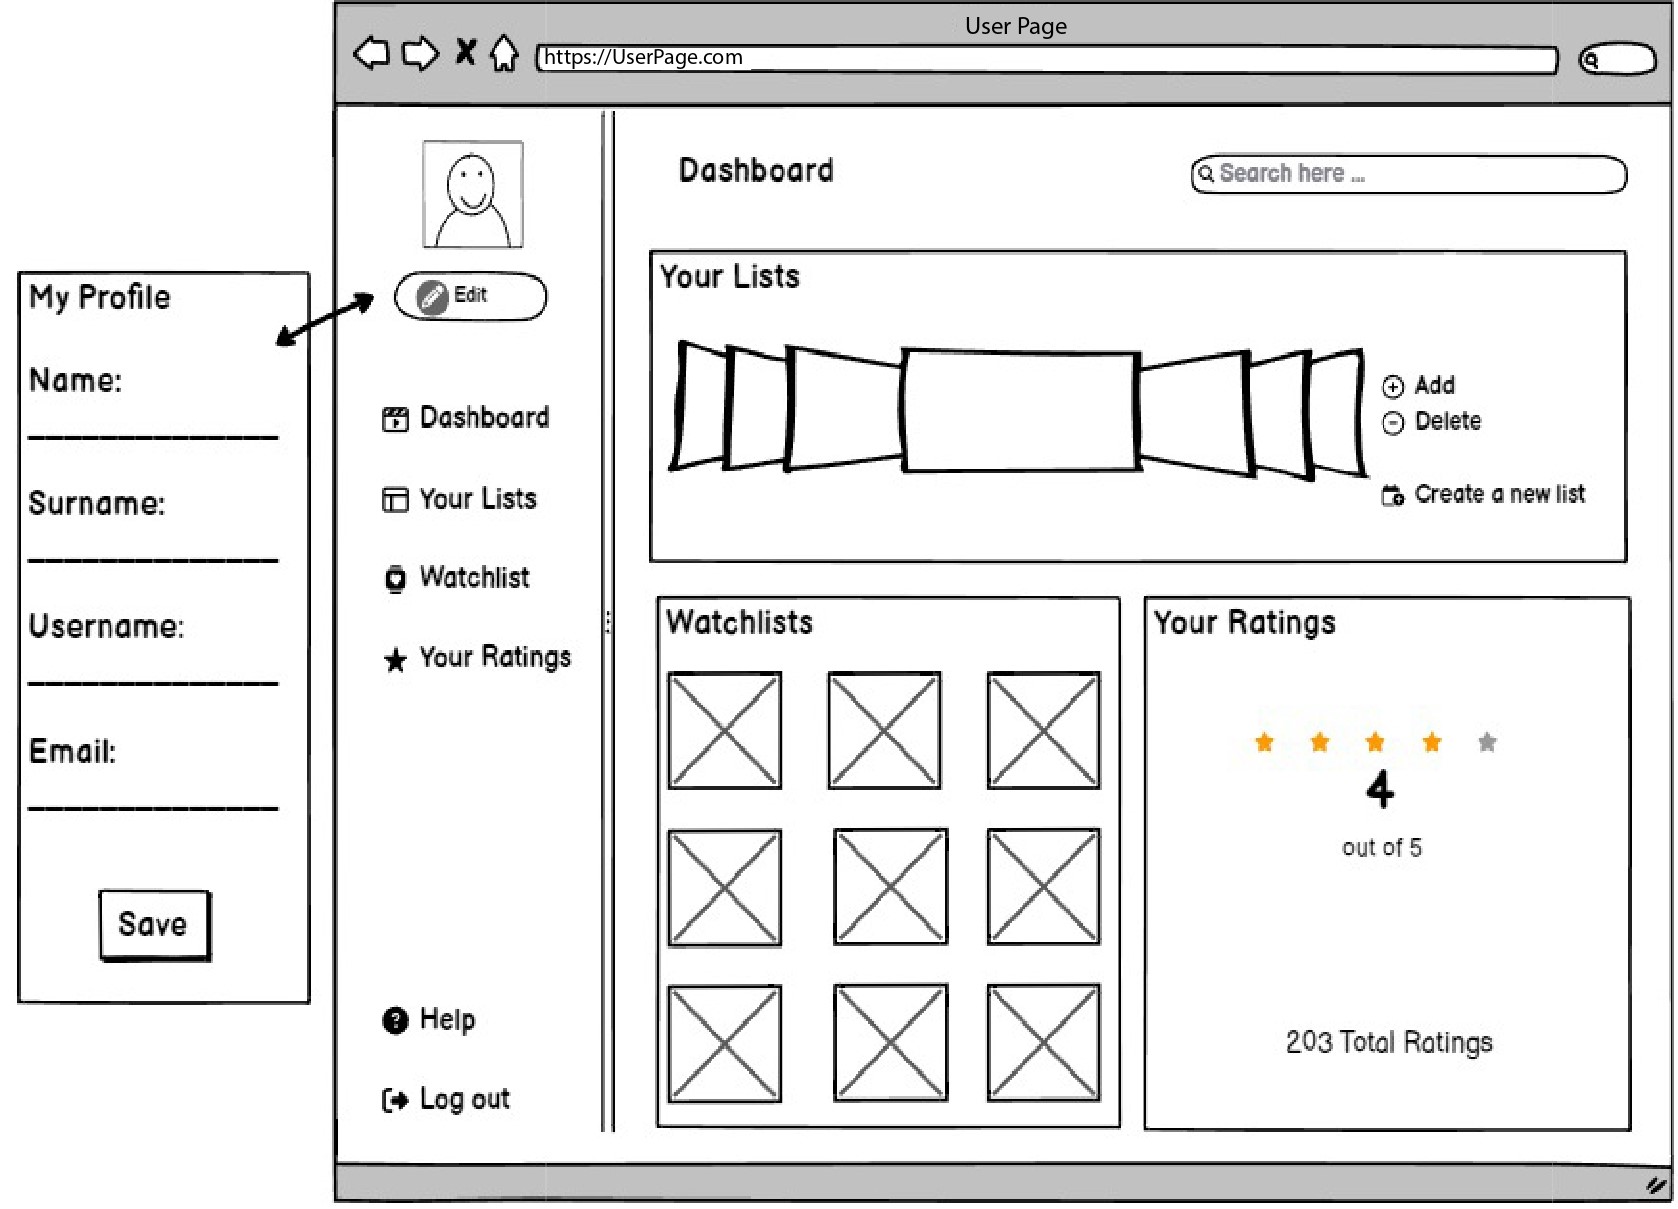 User Page
https://UserPage.com
My Profile
Name:
Surname:
Username:
Email:
Save
Edit
Dashboard
Your Lists
Watchlist
Your Ratings
Help
Log out
Dashboard
Search here ...
Your Lists
Add
Delete
Create a new list
Watchlists
Your Ratings
4
out of 5
203 Total Ratings